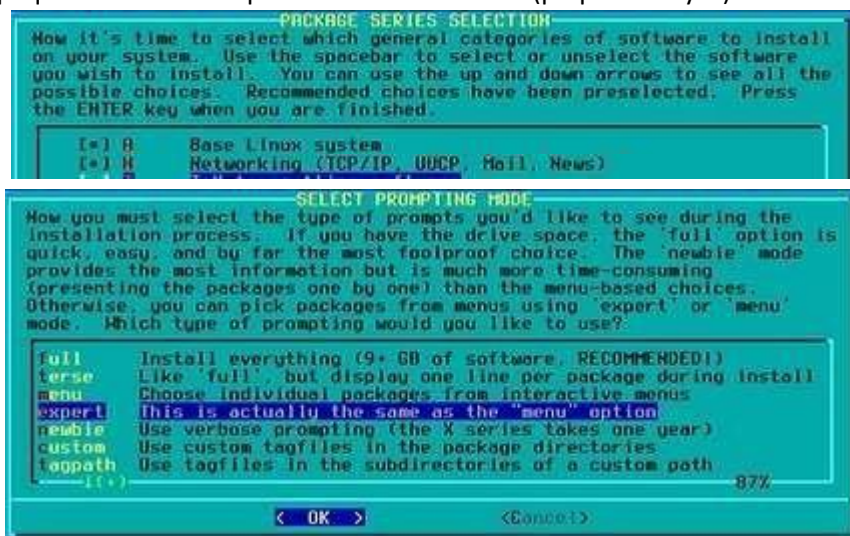 PACKAGE SERIES SELECTION
Now it's time to select which general categories of software to install
on your system. Use the spacebar to select or unselect the software
you wish to install. You can use the up and down arrows to see all the
possible choices. Recommended choices have been preselected. Press
the ENTER key when you are finished.
[*] A Base Linux system
[*] N Networking (TCP/IP, UUCP, Mail, News)
SELECT PROMPTING MODE
Now you must select the type of prompts you'd like to see during the
installation process. If you have the drive space, the 'full' option is
quick, easy, and by far the most foolproof choice. The 'newbie' mode
provides the most information but is much more time-consuming
(presenting the packages one by one) than the menu-based choices.
Otherwise, you can pick packages from menus using 'expert' or 'menu'
mode. Which type of prompting would you like to use?
full Install everything (9+ GB of software, RECOMMENDED!)
terse Like 'full', but display one line per package during install
menu Choose individual packages from interactive menus
expert This is actually the same as the "menu" option
newbie Use verbose prompting (the X series takes one year)
custom Use custom tagfiles in the package directories
tagpath Use tagfiles in the subdirectories of a custom path
87%
< OK > <Cancel>